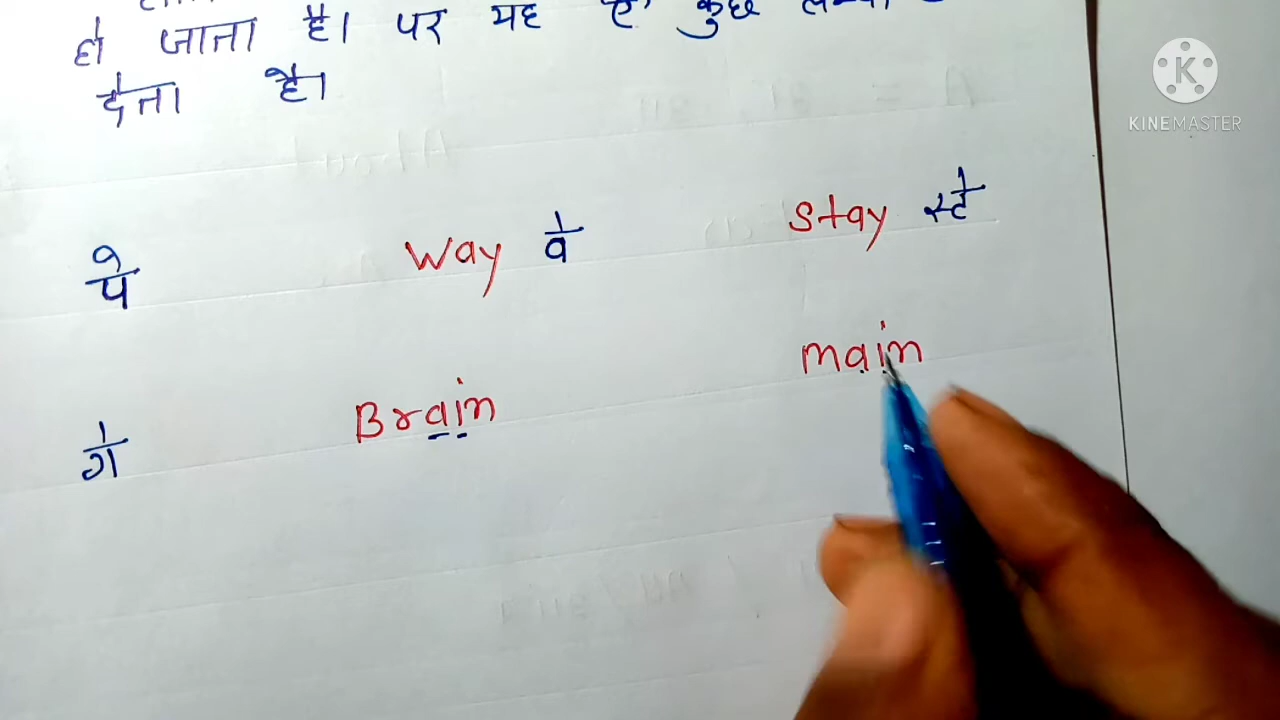 हो जाता है। पर यह ए कुछ
देता है।
पे Way वे Stay स्टे
गे Brain Main
KINEMASTER